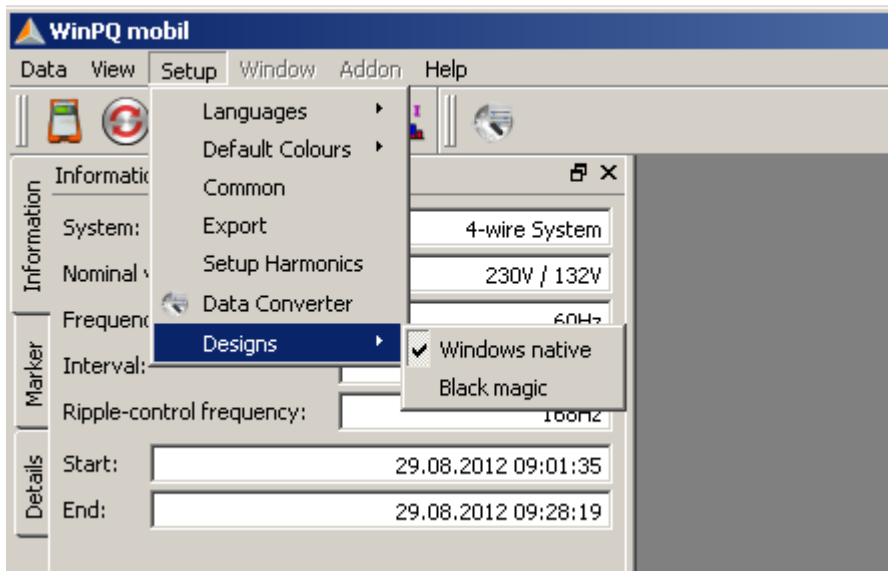 WinPQ mobil
Data View Setup Window Addon Help
Languages
Default Colours
Common
Export
Setup Harmonics
Data Converter
Designs
Windows native
Black magic
Information
Marker
Details
System: 4-wire System
Nominal 230V / 132V
60Hz
Interval:
Ripple-control frequency: 168Hz
Start: 29.08.2012 09:01:35
End: 29.08.2012 09:28:19